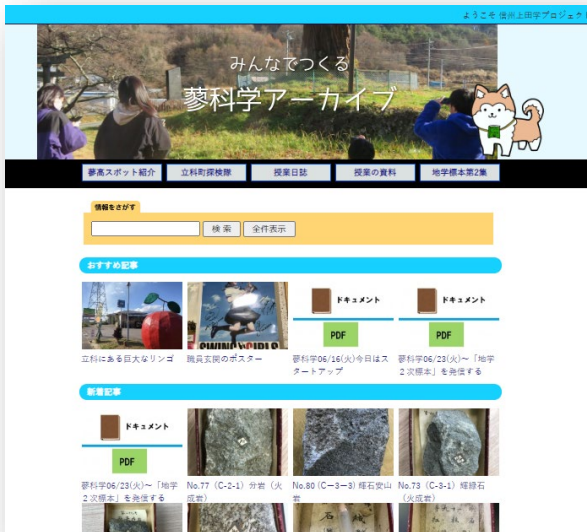 ようこそ 信州上田学プロジェクト
みんなでつくる
蓼科学アーカイブ
蓼高スポット紹介
立科町探検隊
授業日誌
授業の資料
地学標本第2集
情報をさがす
検 索
全件表示
おすすめ記事
ドキュメント
PDF
ドキュメント
PDF
立科にある巨大なリンゴ
職員玄関のポスター
SWING GIRLS
蓼科学06/16(火)今日はス
タートアップ
蓼科学06/23(火)～「地学
2次標本」を発信する
新着記事
ドキュメント
PDF
蓼科学06/23(火)～「地学
2次標本」を発信する
No.77（C-2-1）分岩（火
成岩）
No.80 (C－3－3) 輝石安山
岩
No.73（C-3-1）輝緑石
（火成岩）